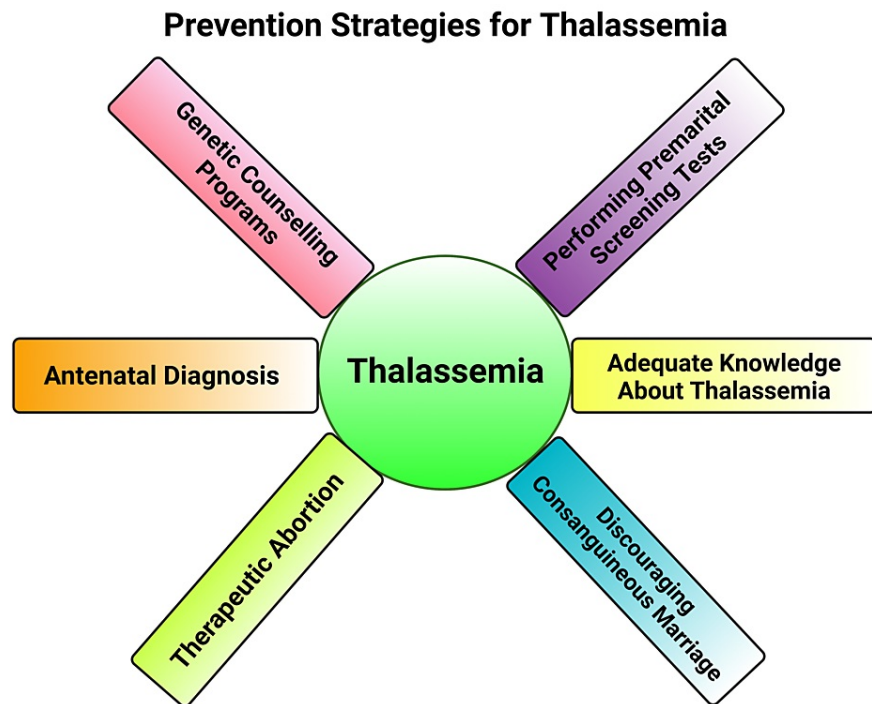 Prevention Strategies for Thalassemia
Genetic Counselling
Programs
Performing Premarital
Screening Tests
Antenatal Diagnosis
Thalassemia
Adequate Knowledge
About Thalassemia
Therapeutic Abortion
Discouraging
Consanguineous Marriage